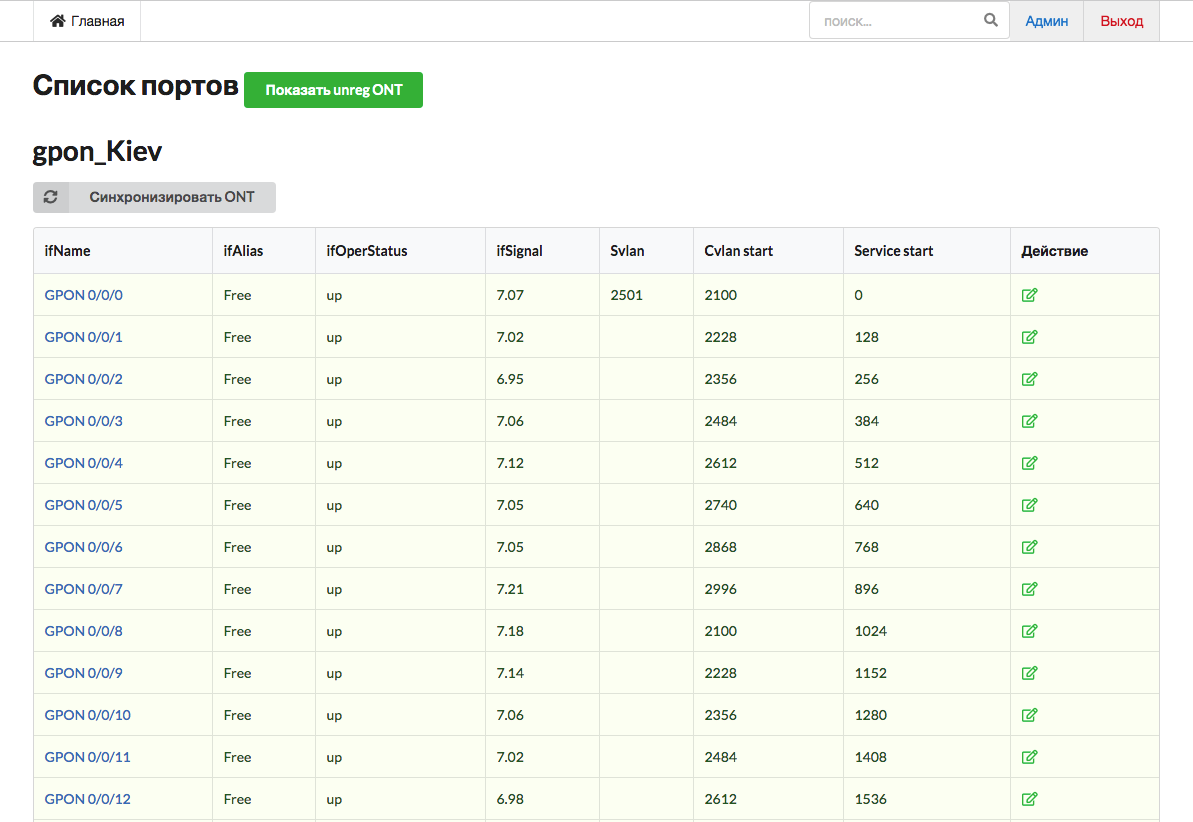 Главная поиск... Админ Выход
Список портов Показать unreg ONT
gpon_Kiev
Синхронизировать ONT
ifName ifAlias ifOperStatus ifSignal Svlan Cvlan start Service start Действие
GPON 0/0/0 Free up 7.07 2501 2100 0
GPON 0/0/1 Free up 7.02 2228 128
GPON 0/0/2 Free up 6.95 2356 256
GPON 0/0/3 Free up 7.06 2484 384
GPON 0/0/4 Free up 7.12 2612 512
GPON 0/0/5 Free up 7.05 2740 640
GPON 0/0/6 Free up 7.05 2868 768
GPON 0/0/7 Free up 7.21 2996 896
GPON 0/0/8 Free up 7.18 2100 1024
GPON 0/0/9 Free up 7.14 2228 1152
GPON 0/0/10 Free up 7.06 2356 1280
GPON 0/0/11 Free up 7.02 2484 1408
GPON 0/0/12 Free up 6.98 2612 1536